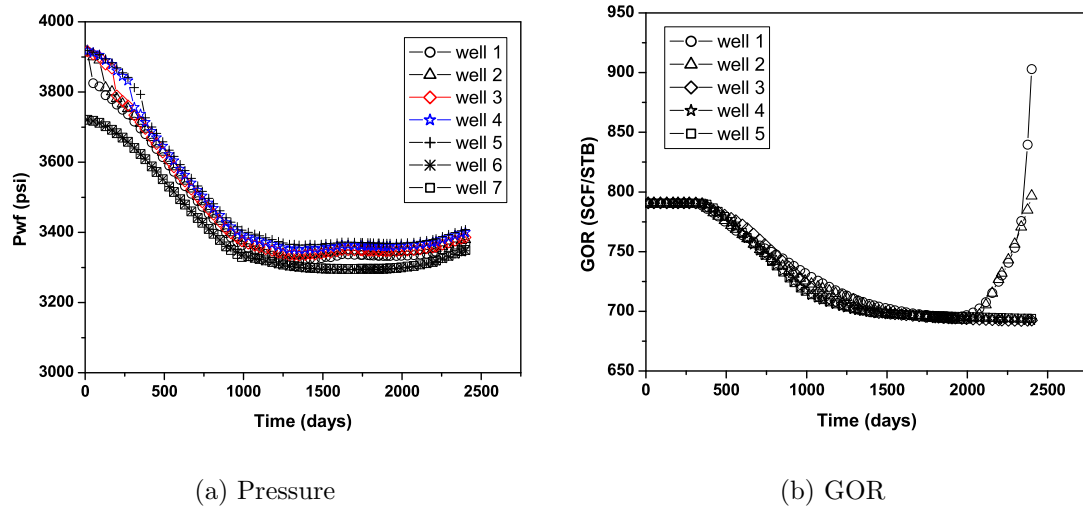 4000
3800
3600
3400
3200
3000
Pwf (psi)
0
500
1000
1500
2000
2500
Time (days)
well 1
well 2
well 3
well 4
well 5
well 6
well 7
(a) Pressure
950
900
850
800
750
700
650
GOR (SCF/STB)
0
500
1000
1500
2000
2500
Time (days)
well 1
well 2
well 3
well 4
well 5
(b) GOR